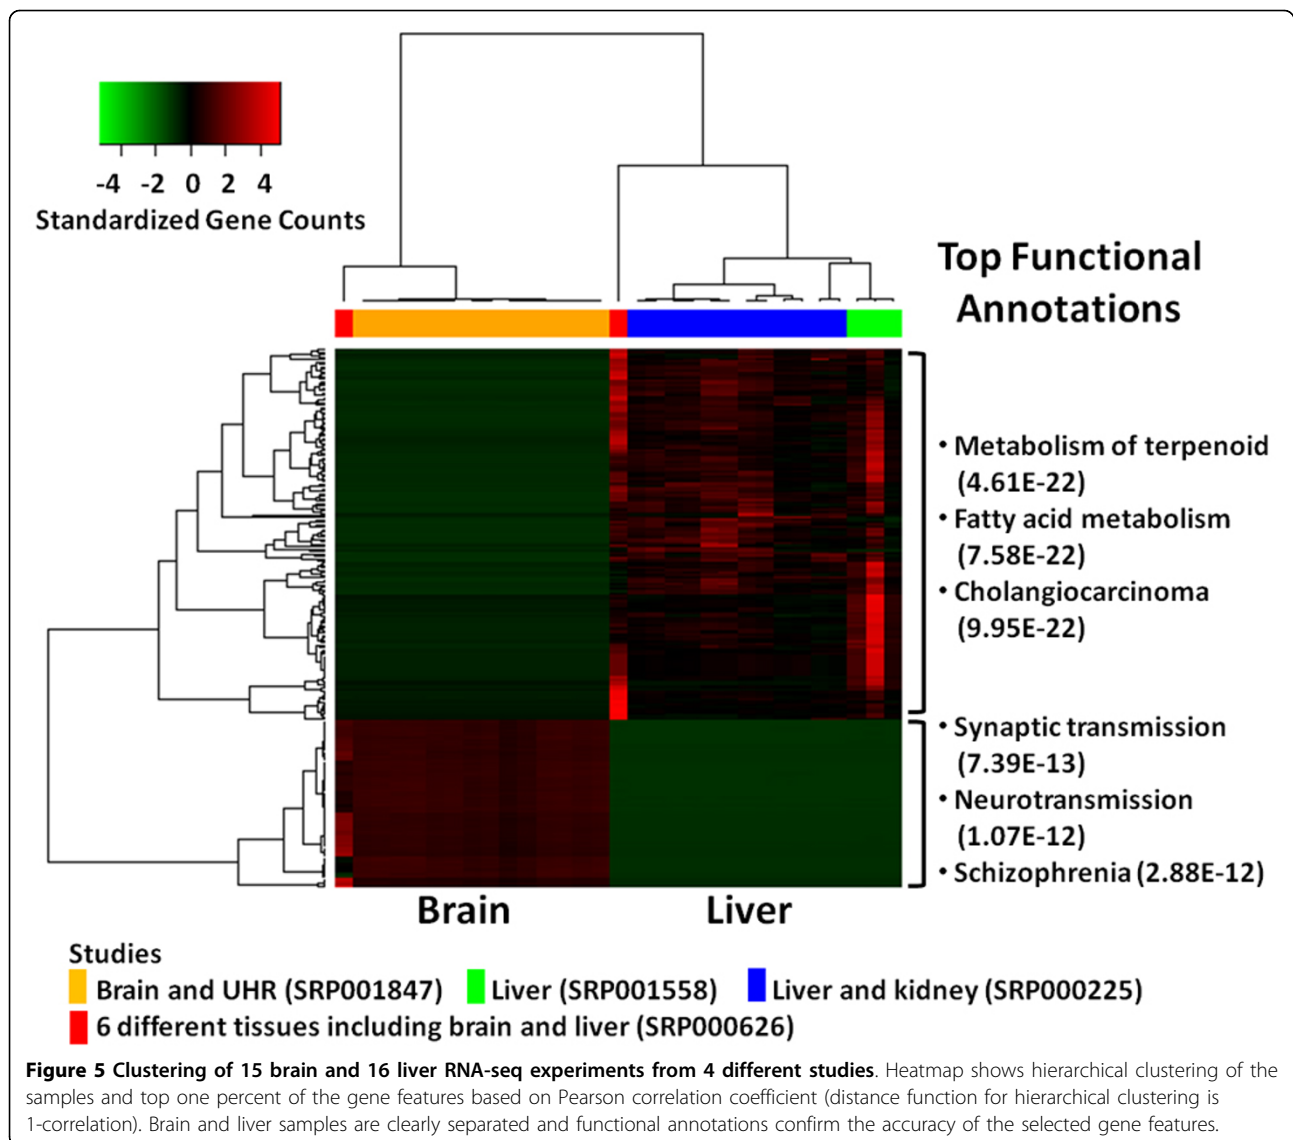 -4 -2 0 2 4
Standardized Gene Counts
Top Functional
Annotations
• Metabolism of terpenoid
(4.61E-22)
• Fatty acid metabolism
(7.58E-22)
• Cholangiocarcinoma
(9.95E-22)
• Synaptic transmission
(7.39E-13)
• Neurotransmission
(1.07E-12)
• Schizophrenia (2.88E-12)
Brain Liver
Studies
Brain and UHR (SRP001847) Liver (SRP001558) Liver and kidney (SRP000225)
6 different tissues including brain and liver (SRP000626)
Figure 5 Clustering of 15 brain and 16 liver RNA-seq experiments from 4 different studies. Heatmap shows hierarchical clustering of the
samples and top one percent of the gene features based on Pearson correlation coefficient (distance function for hierarchical clustering is
1-correlation). Brain and liver samples are clearly separated and functional annotations confirm the accuracy of the selected gene features.